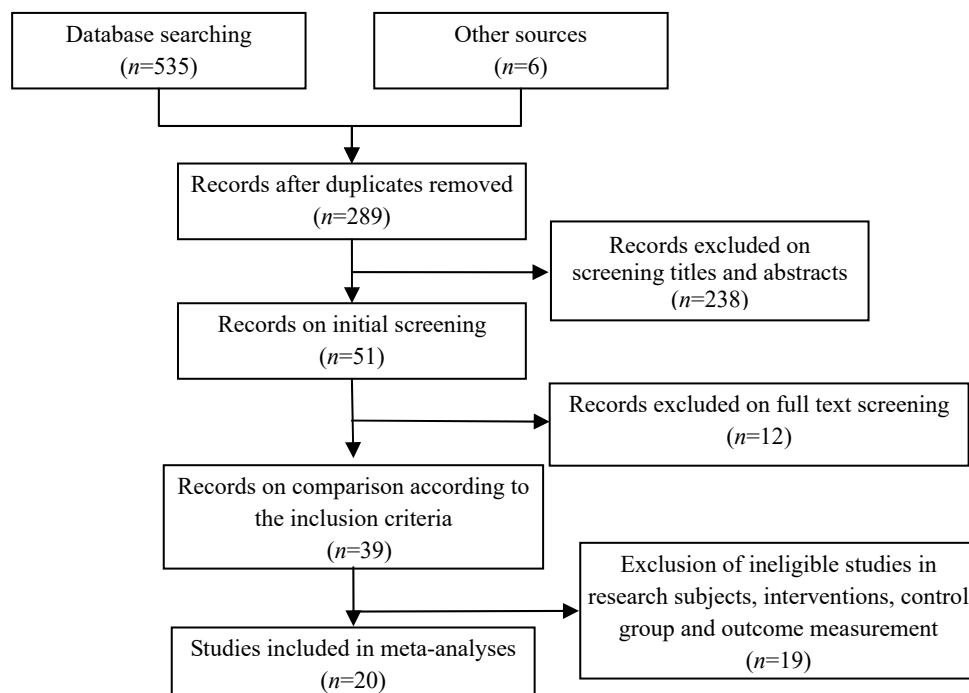 Database searching
(n=535)
Other sources
(n=6)
Records after duplicates removed
(n=289)
Records excluded on
screening titles and abstracts
(n=238)
Records on initial screening
(n=51)
Records excluded on full text screening
(n=12)
Records on comparison according to
the inclusion criteria
(n=39)
Exclusion of ineligible studies in
research subjects, interventions, control
group and outcome measurement
(n=19)
Studies included in meta-analyses
(n=20)